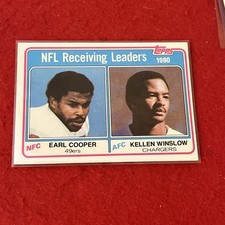 NFL Receiving Leaders
TOPPS
1980
NFC EARL COOPER
49ers
AFC KELLEN WINSLOW
CHARGERS